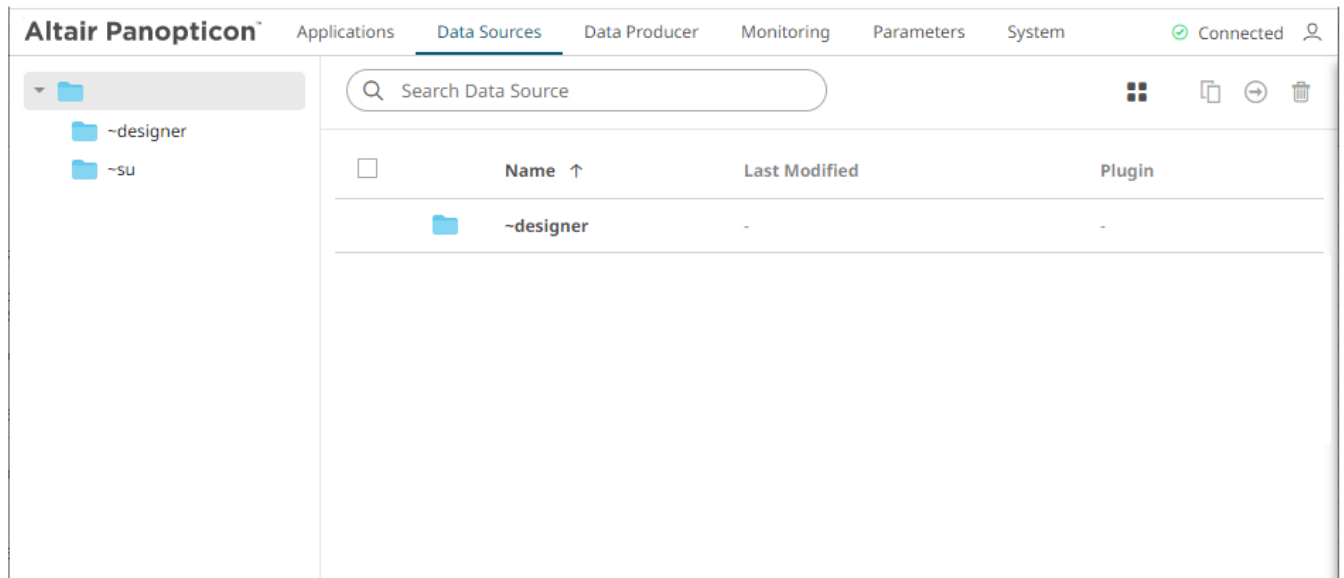 Altair Panopticon™ Applications Data Sources Data Producer Monitoring Parameters System Connected
Search Data Source
~designer
~su
Name ↑ Last Modified Plugin
~designer - -